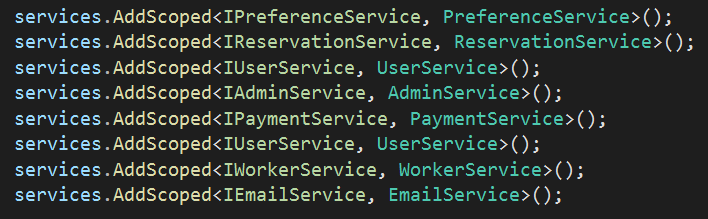 services.AddScoped<IPreferenceService, PreferenceService>();
services.AddScoped<IReservationService, ReservationService>();
services.AddScoped<IUserService, UserService>();
services.AddScoped<IAdminService, AdminService>();
services.AddScoped<IPaymentService, PaymentService>();
services.AddScoped<IUserService, UserService>();
services.AddScoped<IWorkerService, WorkerService>();
services.AddScoped<IEmailService, EmailService>();